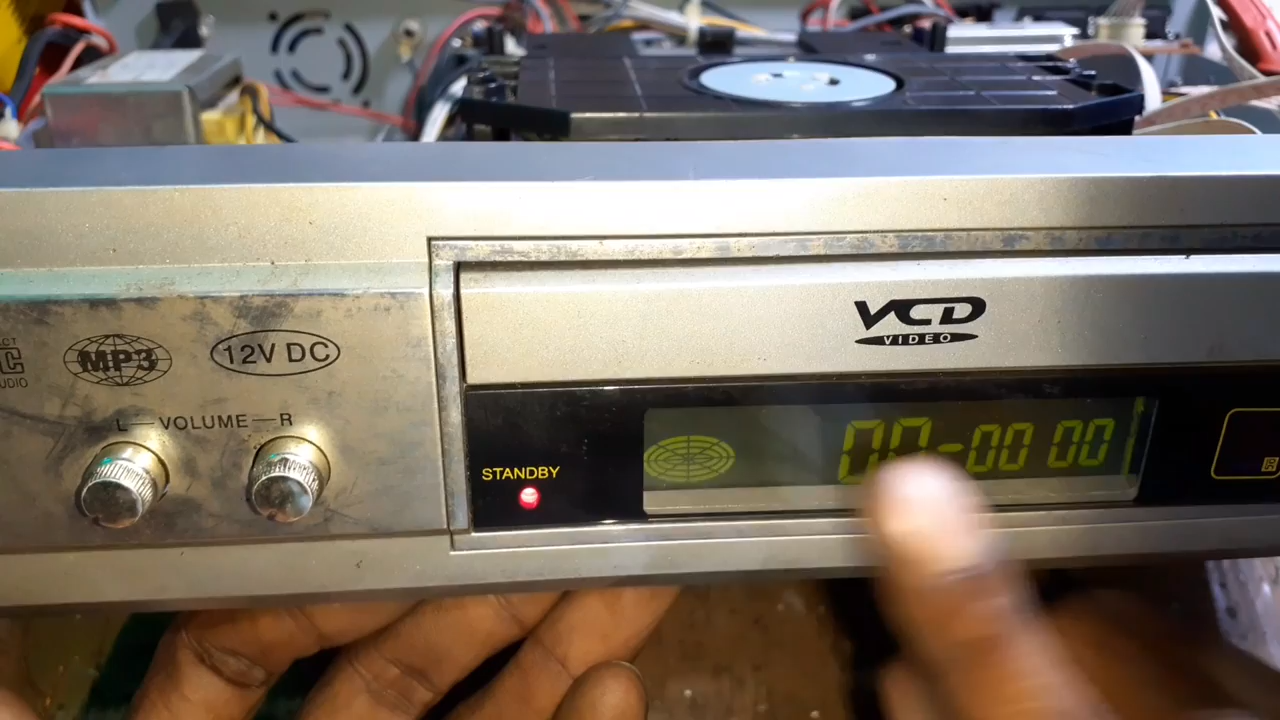 VCD
VIDEO
MP3
12V DC
L—VOLUME—R
STANDBY
00-00 00